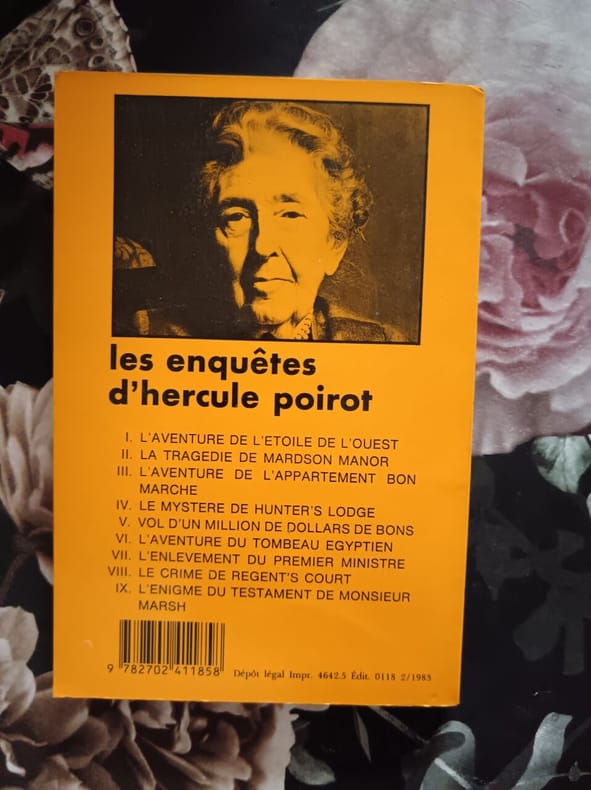 les enquêtes
d'hercule poirot
I. L'AVENTURE DE L'ETOILE DE L'OUEST
II. LA TRAGEDIE DE MARDSON MANOR
III. L'AVENTURE DE L'APPARTEMENT BON
MARCHE
IV. LE MYSTERE DE HUNTER'S LODGE
V. VOL D'UN MILLION DE DOLLARS DE BONS
VI. L'AVENTURE DU TOMBEAU EGYPTIEN
VII. L'ENLEVEMENT DU PREMIER MINISTRE
VIII. LE CRIME DE REGENT'S COURT
IX. L'ENIGME DU TESTAMENT DE MONSIEUR
MARSH
9 782702 411858
Dépôt légal Impr. 4642.5 Édit. 0118 2/1985